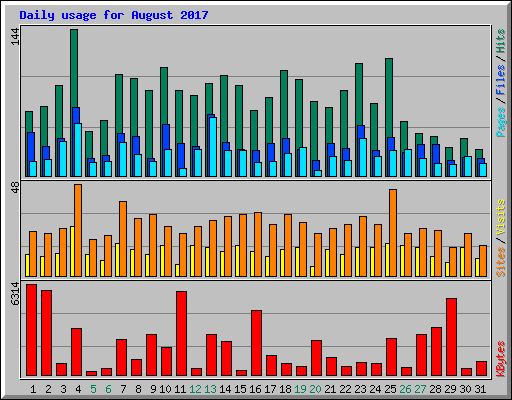 Daily usage for August 2017
144
Pages / Files / Hits
48
Sites / Visits
6314
KBytes
1 2 3 4 5 6 7 8 9 10 11 12 13 14 15 16 17 18 19 20 21 22 23 24 25 26 27 28 29 30 31